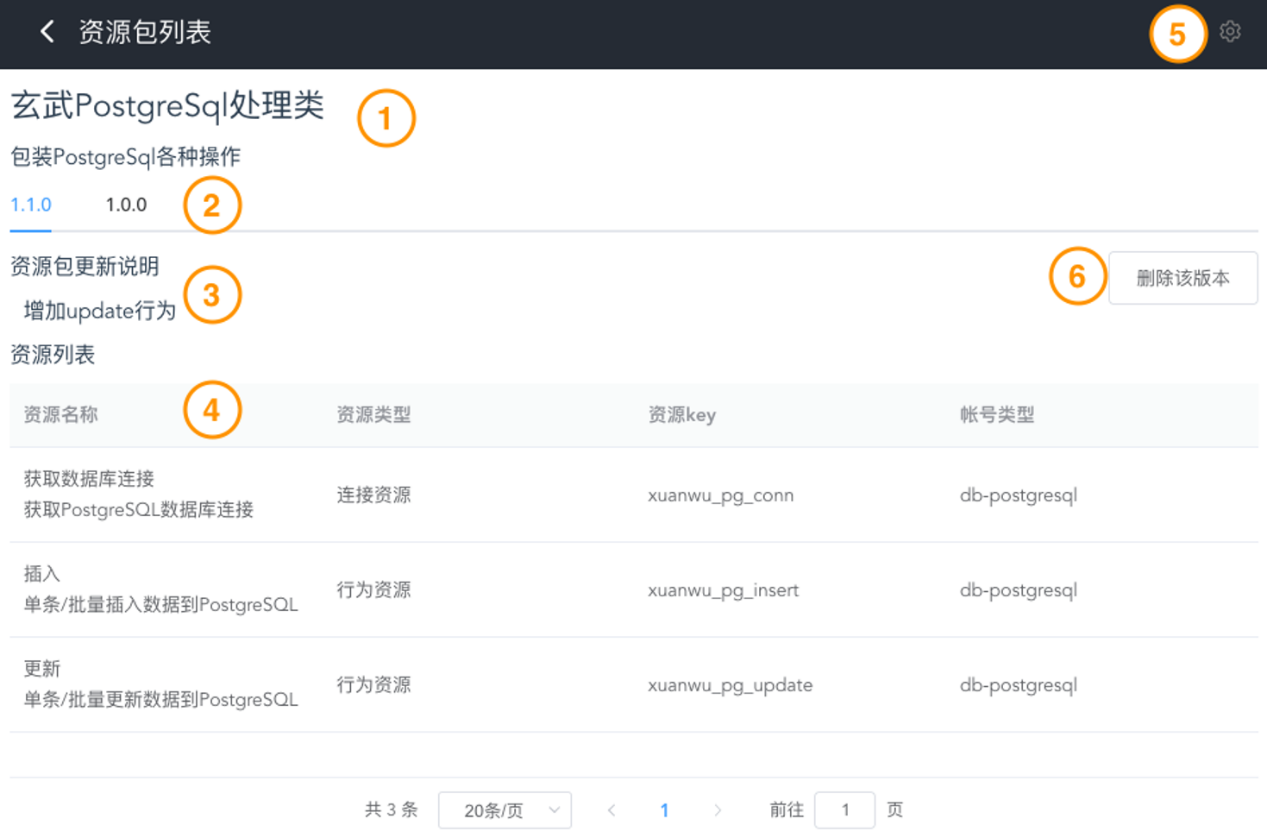 资源包列表 5
玄武PostgreSql处理类 1
包装PostgreSql各种操作
1.1.0 1.0.0 2
资源包更新说明
3
6 删除该版本
增加update行为
资源列表
资源名称 4 资源类型 资源key 帐号类型
获取数据库连接
获取PostgreSQL数据库连接 连接资源 xuanwu_pg_conn db-postgresql
插入
单条/批量插入数据到PostgreSQL 行为资源 xuanwu_pg_insert db-postgresql
更新
单条/批量更新数据到PostgreSQL 行为资源 xuanwu_pg_update db-postgresql
共 3 条 20条/页 1 前往 1 页